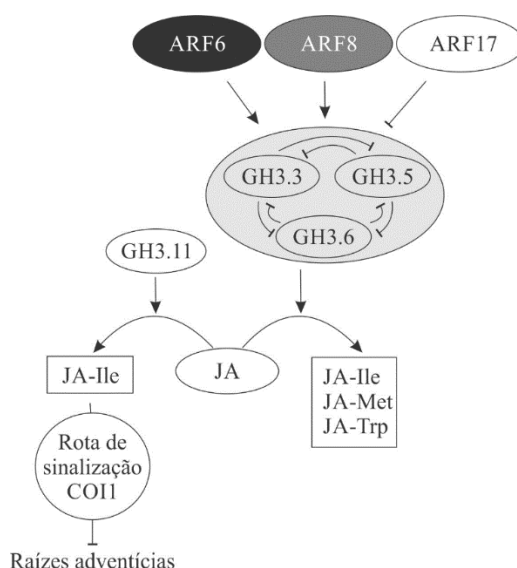 ARF6
ARF8
ARF17
GH3.3
GH3.5
GH3.6
GH3.11
JA-Ile
JA
JA-Ile
JA-Met
JA-Trp
Rota de
sinalização
COI1
Raízes adventícias